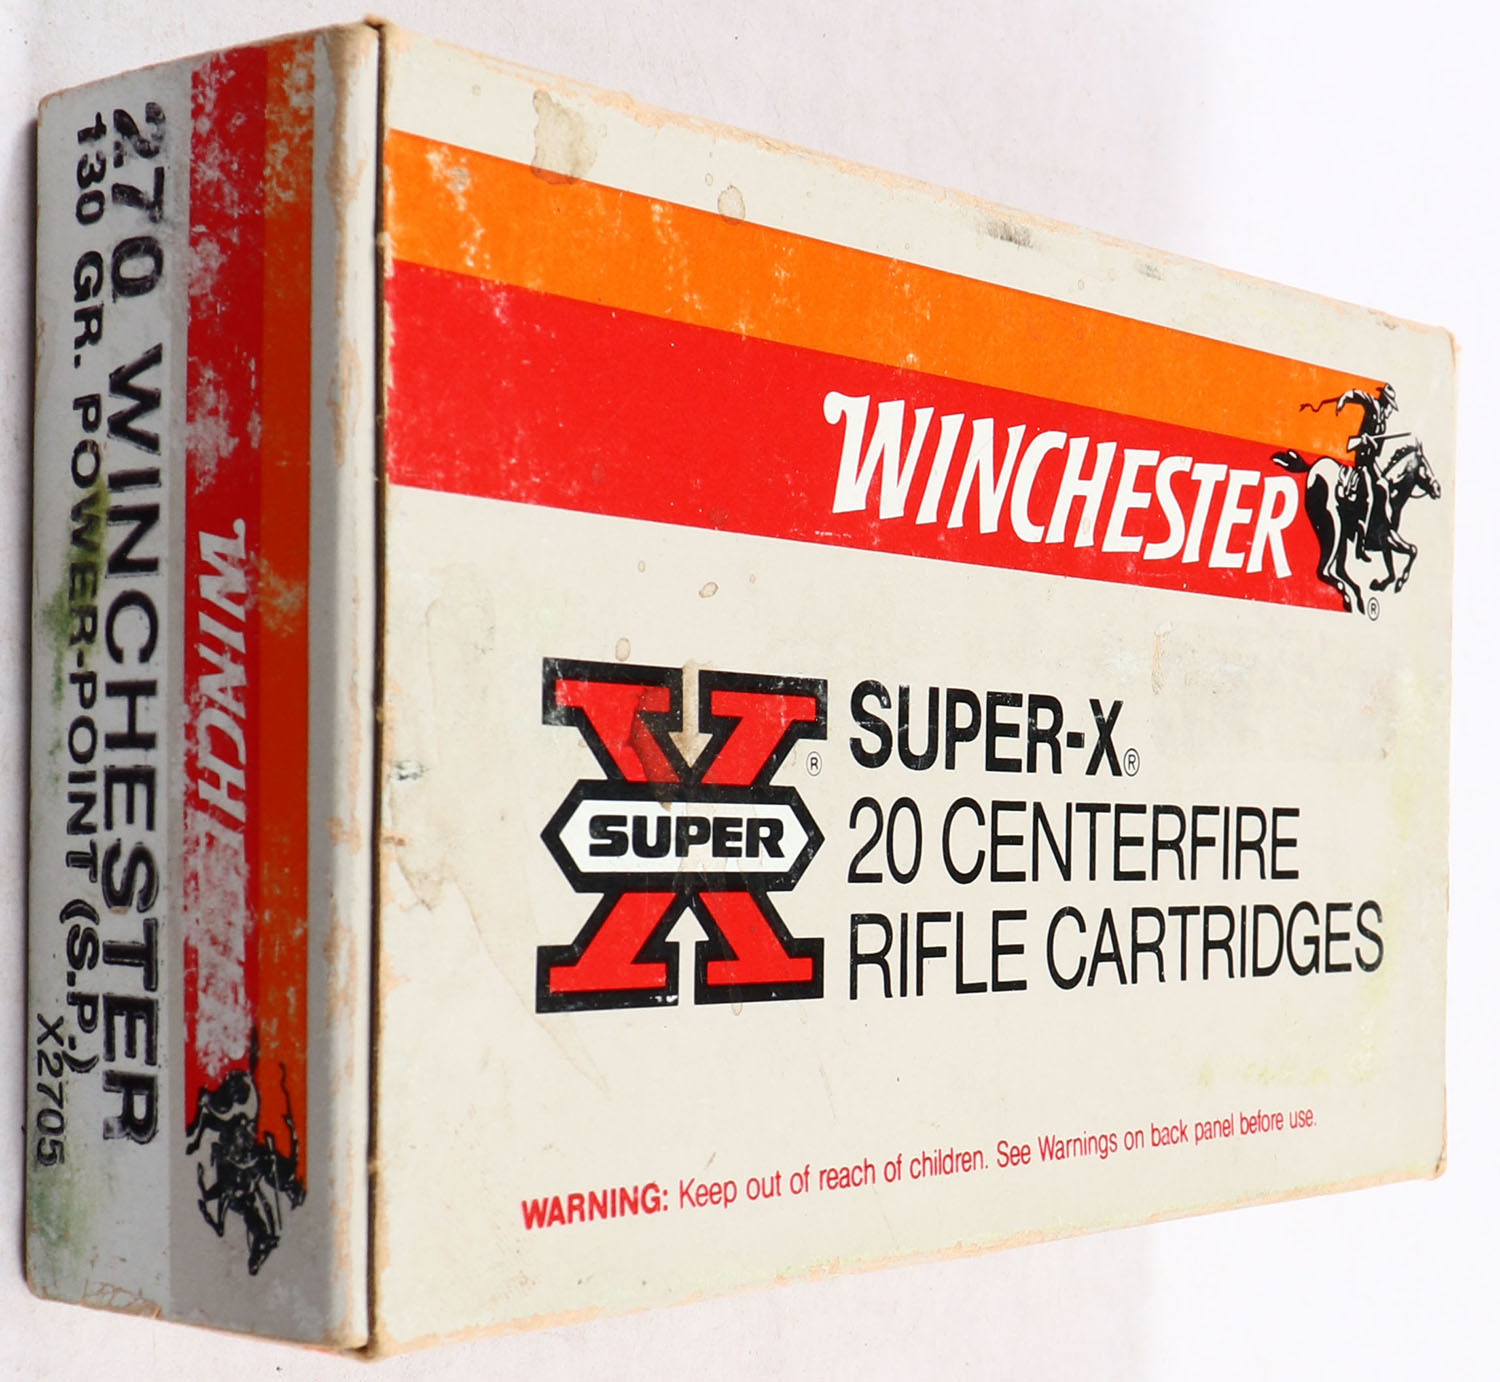 WINCHESTER
®
SUPER
®
SUPER-X®
20 CENTERFIRE
RIFLE CARTRIDGES
WARNING: Keep out of reach of children. See Warnings on back panel before use.
WINCHESTER
270 WINCHESTER
130 GR. POWER-POINT (S.P.)
X2705